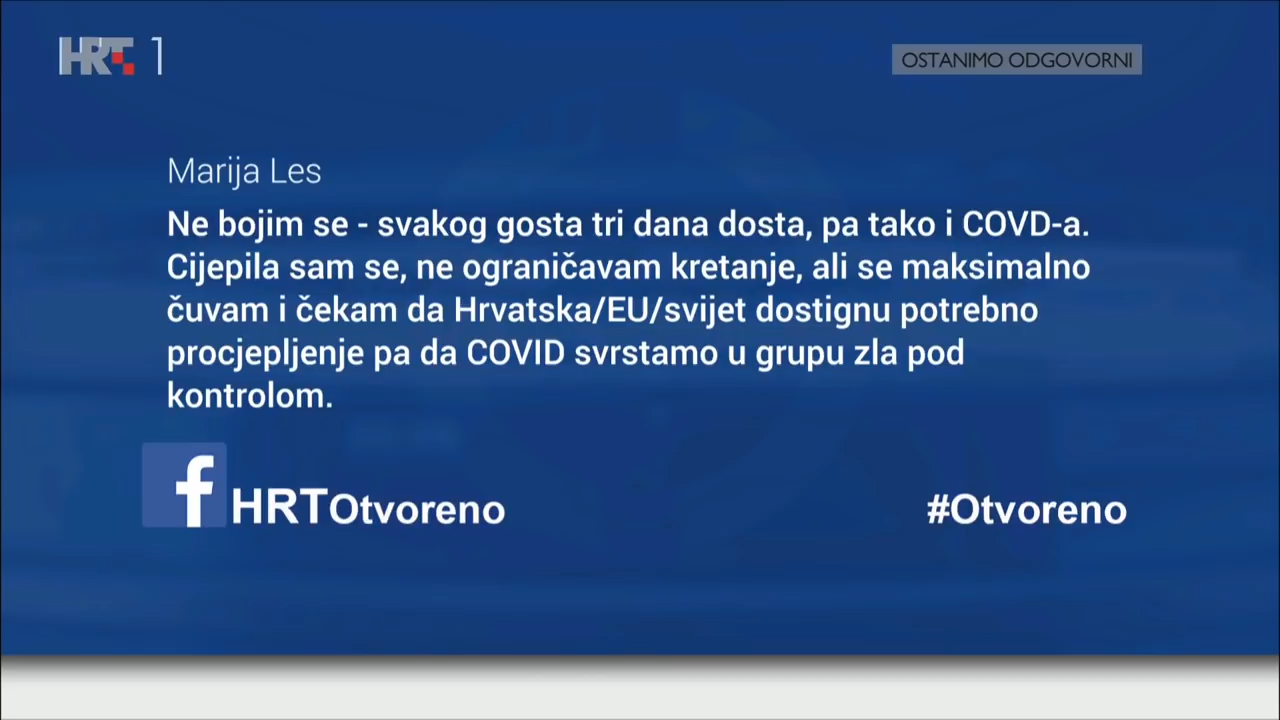 HRT 1
OSTANIMO ODGOVORNI
Marija Les
Ne bojim se - svakog gosta tri dana dosta, pa tako i COVD-a.
Cijepila sam se, ne ograničavam kretanje, ali se maksimalno
čuvam i čekam da Hrvatska/EU/svijet dostignu potrebno
procjepljenje pa da COVID svrstamo u grupu zla pod
kontrolom.
f HRTOtvoreno
#Otvoreno